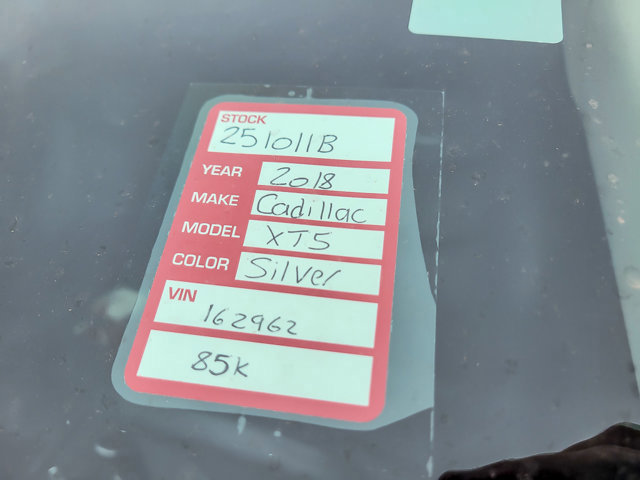 STOCK
251011B
YEAR 2018
MAKE Cadillac
MODEL XT5
COLOR Silver
VIN
162962
85K